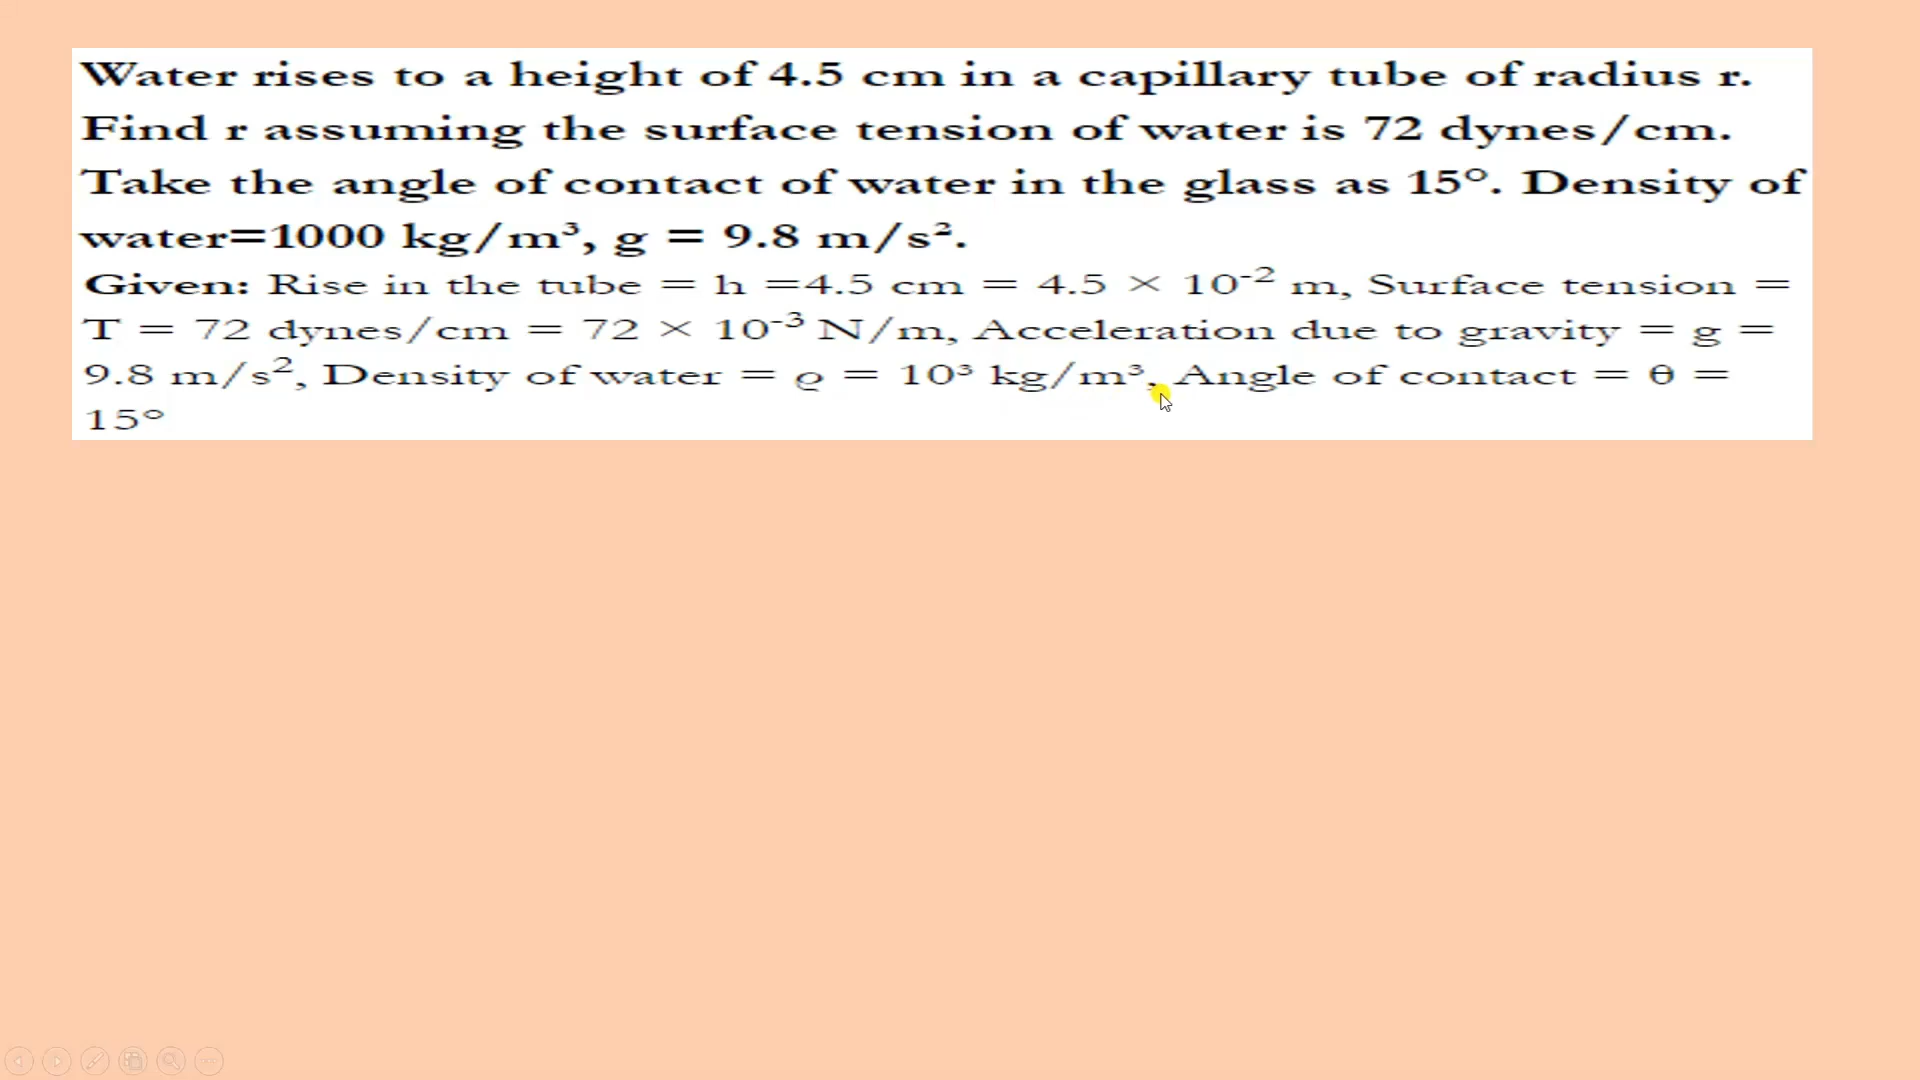 Water rises to a height of 4.5 cm in a capillary tube of radius r.
Find r assuming the surface tension of water is 72 dynes/cm.
Take the angle of contact of water in the glass as 15°. Density of
water=1000 kg/m³, g = 9.8 m/s².
Given: Rise in the tube = h =4.5 cm = 4.5 × 10⁻² m, Surface tension =
T = 72 dynes/cm = 72 × 10⁻³ N/m, Acceleration due to gravity = g =
9.8 m/s², Density of water = ϱ = 10³ kg/m³, Angle of contact = θ =
15°